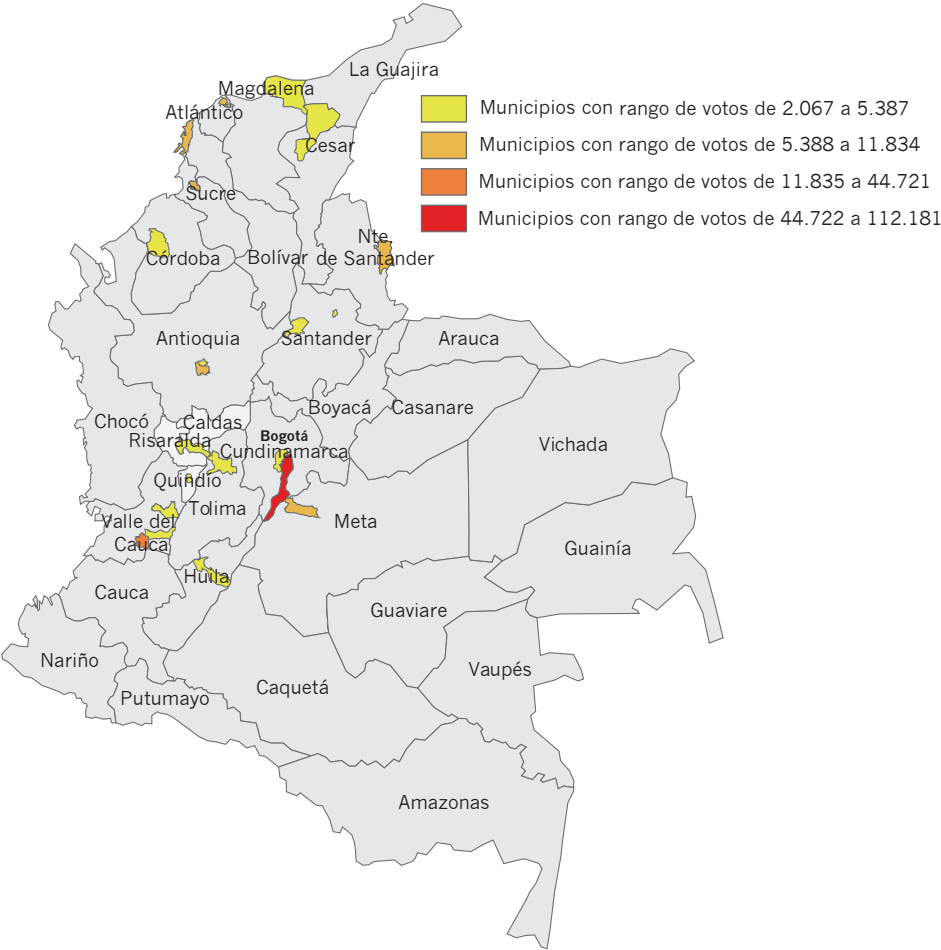 La Guajira
Magdalena
Municipios con rango de votos de 2.067 a 5.387
Atlántico
Municipios con rango de votos de 5.388 a 11.834
Cesar
Municipios con rango de votos de 11.835 a 44.721
Sucre
Municipios con rango de votos de 44.722 a 112.181
Nte.
de Santander
Córdoba
Bolívar
Antioquia
Santander
Arauca
Boyacá
Casanare
Chocó
Caldas
Risaralda
Bogotá
Cundinamarca
Vichada
Quindío
Tolima
Valle del
Cauca
Meta
Guainía
Huila
Cauca
Guaviare
Nariño
Vaupés
Caquetá
Putumayo
Amazonas